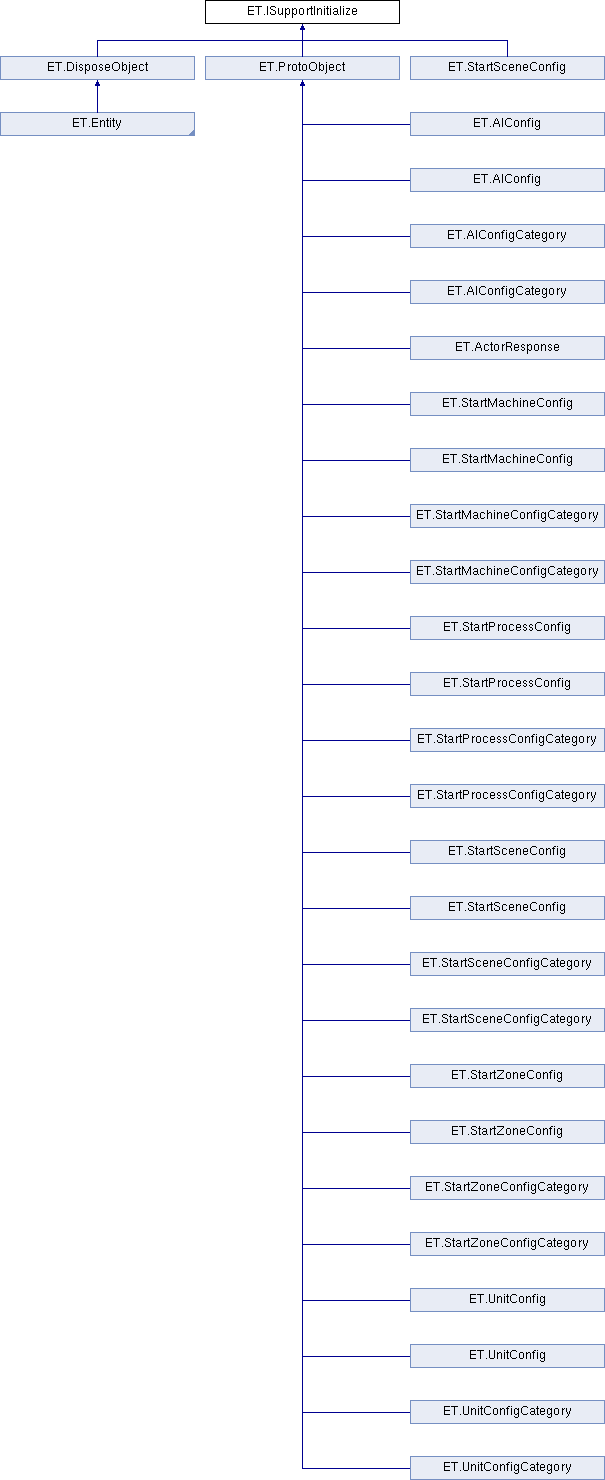 ET.ISupportInitialize
ET.DisposeObject
ET.ProtoObject
ET.StartSceneConfig
ET.Entity
ET.AIConfig
ET.AIConfig
ET.AIConfigCategory
ET.AIConfigCategory
ET.ActorResponse
ET.StartMachineConfig
ET.StartMachineConfig
ET.StartMachineConfigCategory
ET.StartMachineConfigCategory
ET.StartProcessConfig
ET.StartProcessConfig
ET.StartProcessConfigCategory
ET.StartProcessConfigCategory
ET.StartSceneConfig
ET.StartSceneConfig
ET.StartSceneConfigCategory
ET.StartSceneConfigCategory
ET.StartZoneConfig
ET.StartZoneConfig
ET.StartZoneConfigCategory
ET.StartZoneConfigCategory
ET.UnitConfig
ET.UnitConfig
ET.UnitConfigCategory
ET.UnitConfigCategory